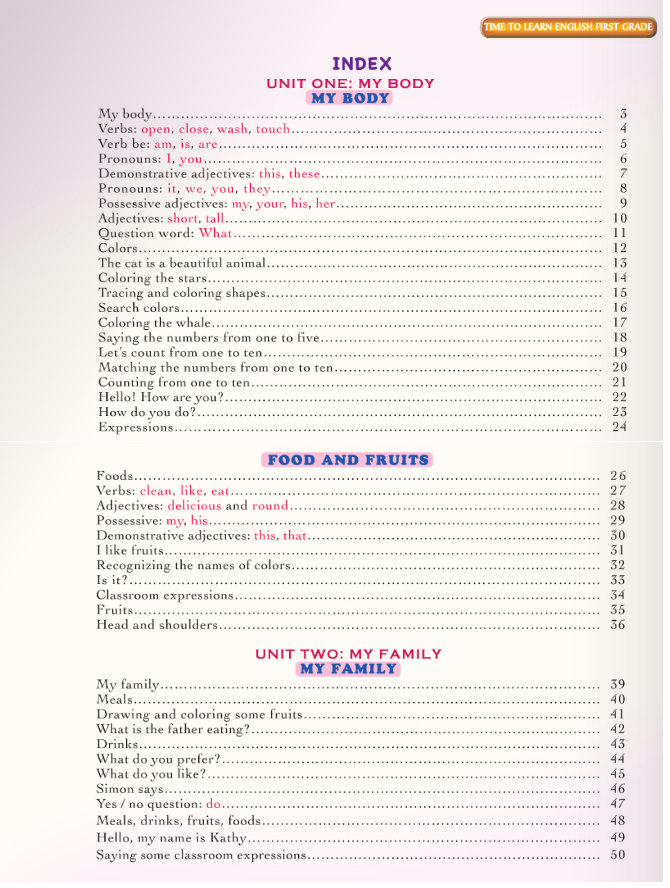 TIME TO LEARN ENGLISH FIRST GRADE
INDEX
UNIT ONE: MY BODY
MY BODY
My body.......... 3
Verbs: open, close, wash, touch.......... 4
Verb be: am, is, are.......... 5
Pronouns: I, you.......... 6
Demonstrative adjectives: this, these.......... 7
Pronouns: it, we, you, they.......... 8
Possessive adjectives: my, your, his, her.......... 9
Adjectives: short, tall.......... 10
Question word: What.......... 11
Colors.......... 12
The cat is a beautiful animal.......... 13
Coloring the stars.......... 14
Tracing and coloring shapes.......... 15
Search colors.......... 16
Coloring the whale.......... 17
Saying the numbers from one to five.......... 18
Let's count from one to ten.......... 19
Matching the numbers from one to ten.......... 20
Counting from one to ten.......... 21
Hello! How are you?.......... 22
How do you do?.......... 23
Expressions.......... 24
FOOD AND FRUITS
Foods.......... 26
Verbs: clean, like, eat.......... 27
Adjectives: delicious and round.......... 28
Possessive: my, his.......... 29
Demonstrative adjectives: this, that.......... 30
I like fruits.......... 31
Recognizing the names of colors.......... 32
Is it?.......... 33
Classroom expressions.......... 34
Fruits.......... 35
Head and shoulders.......... 36
UNIT TWO: MY FAMILY
MY FAMILY
My family.......... 39
Meals.......... 40
Drawing and coloring some fruits.......... 41
What is the father eating?.......... 42
Drinks.......... 43
What do you prefer?.......... 44
What do you like?.......... 45
Simon says.......... 46
Yes / no question: do.......... 47
Meals, drinks, fruits, foods.......... 48
Hello, my name is Kathy.......... 49
Saying some classroom expressions.......... 50